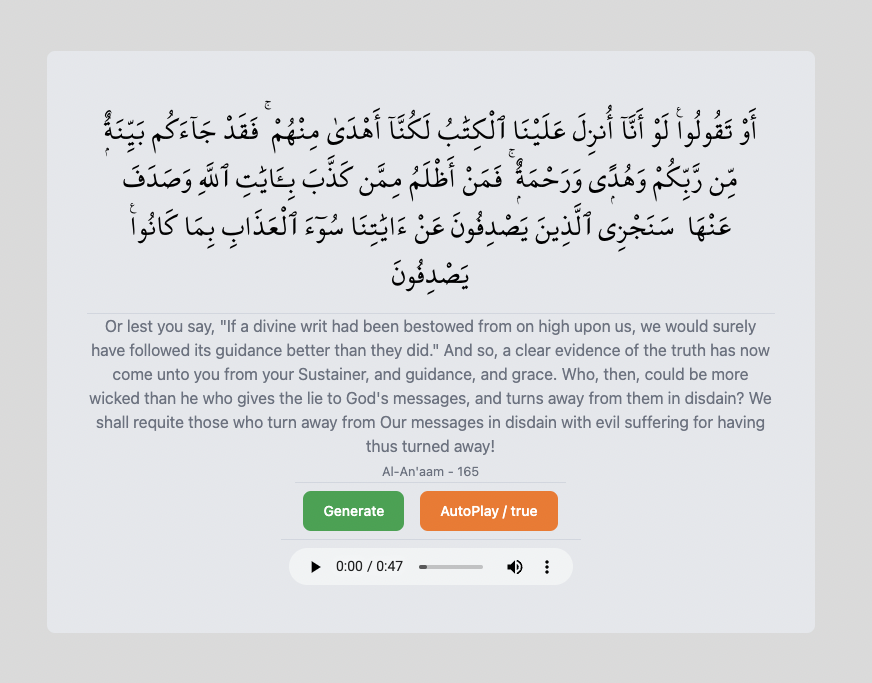 أَوْ تَقُولُوا۟ لَوْ أَنَّآ أُنزِلَ عَلَيْنَا ٱلْكِتَٰبُ لَكُنَّآ أَهْدَىٰ مِنْهُمْ ۚ فَقَدْ جَآءَكُم بَيِّنَةٌۭ
مِّن رَّبِّكُمْ وَهُدًۭى وَرَحْمَةٌۭ ۚ فَمَنْ أَظْلَمُ مِمَّن كَذَّبَ بِـَٔايَٰتِ ٱللَّهِ وَصَدَفَ
عَنْهَا سَنَجْزِى ٱلَّذِينَ يَصْدِفُونَ عَنْ ءَايَٰتِنَا سُوٓءَ ٱلْعَذَابِ بِمَا كَانُوا۟
يَصْدِفُونَ
Or lest you say, "If a divine writ had been bestowed from on high upon us, we would surely
have followed its guidance better than they did." And so, a clear evidence of the truth has now
come unto you from your Sustainer, and guidance, and grace. Who, then, could be more
wicked than he who gives the lie to God's messages, and turns away from them in disdain? We
shall requite those who turn away from Our messages in disdain with evil suffering for having
thus turned away!
Al-An'aam - 165
Generate AutoPlay / true
0:00 / 0:47